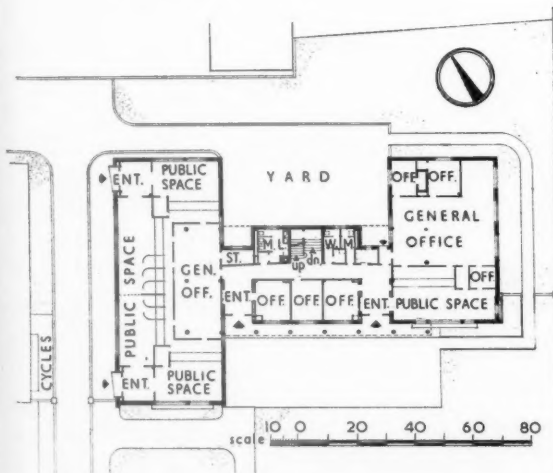 ENT.
PUBLIC
SPACE
PUBLIC SPACE
GEN.
OFF.
ENT.
PUBLIC
SPACE
CYCLES
YARD
ST.
M.
L.
up
dn.
W.
M.
ENT.
OFF.
OFF.
OFF.
ENT.
OFF.
OFF.
GENERAL
OFFICE
OFF.
PUBLIC SPACE
scale
10 0 20 40 60 80